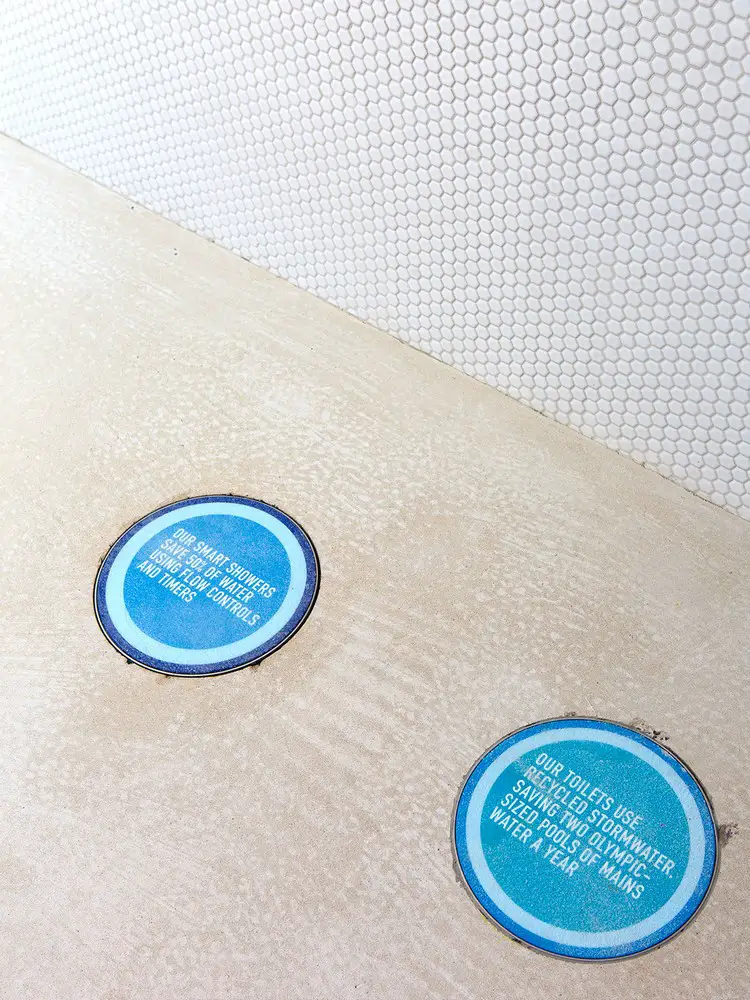 OUR SMART SHOWERS
SAVE 50% OF WATER
USING FLOW CONTROLS
AND TIMERS
OUR TOILETS USE
RECYCLED STORMWATER.
SAVING TWO OLYMPIC-
SIZED POOLS OF MAINS
WATER A YEAR